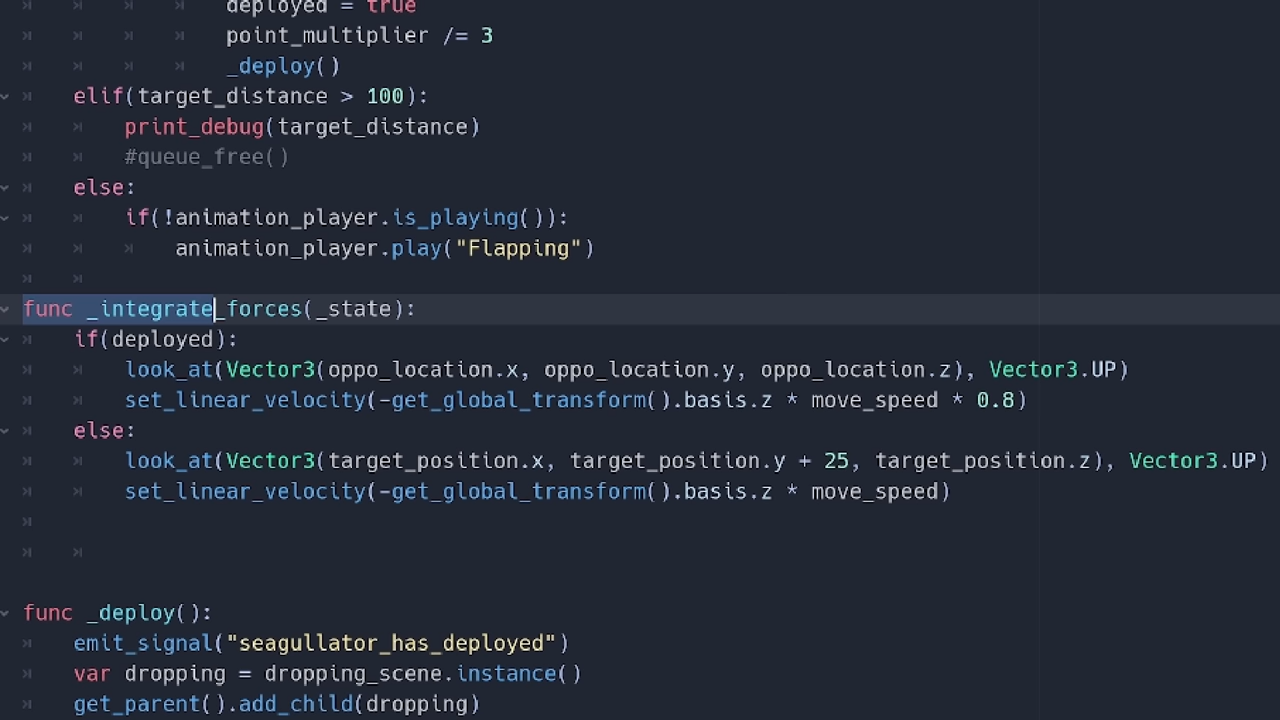 deployed = true
point_multiplier /= 3
_deploy()
elif(target_distance > 100):
print_debug(target_distance)
#queue_free()
else:
if(!animation_player.is_playing()):
animation_player.play("Flapping")
func _integrate_forces(_state):
if(deployed):
look_at(Vector3(oppo_location.x, oppo_location.y, oppo_location.z), Vector3.UP)
set_linear_velocity(-get_global_transform().basis.z * move_speed * 0.8)
else:
look_at(Vector3(target_position.x, target_position.y + 25, target_position.z), Vector3.UP)
set_linear_velocity(-get_global_transform().basis.z * move_speed)
func _deploy():
emit_signal("seagullator_has_deployed")
var dropping = dropping_scene.instance()
get_parent().add_child(dropping)